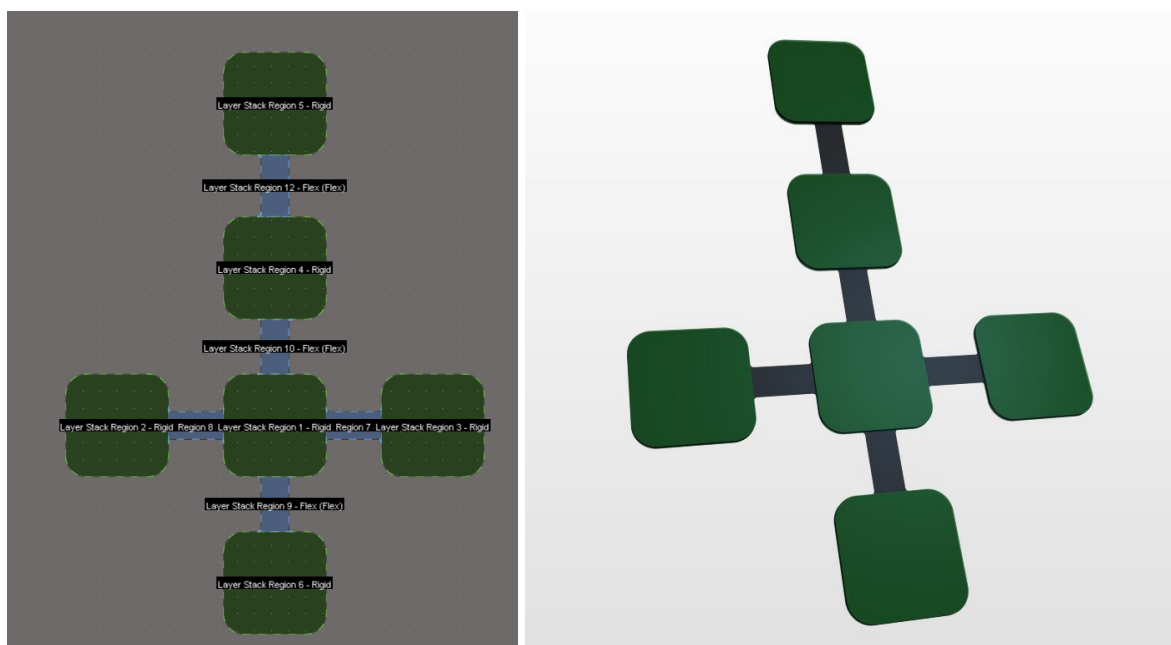 Layer Stack Region 5 - Rigid
Layer Stack Region 12 - Flex (Flex)
Layer Stack Region 4 - Rigid
Layer Stack Region 10 - Flex (Flex)
Layer Stack Region 2 - Rigid Region 8 - Layer Stack Region 1 - Rigid Region 7 - Layer Stack Region 3 - Rigid
Layer Stack Region 9 - Flex (Flex)
Layer Stack Region 6 - Rigid